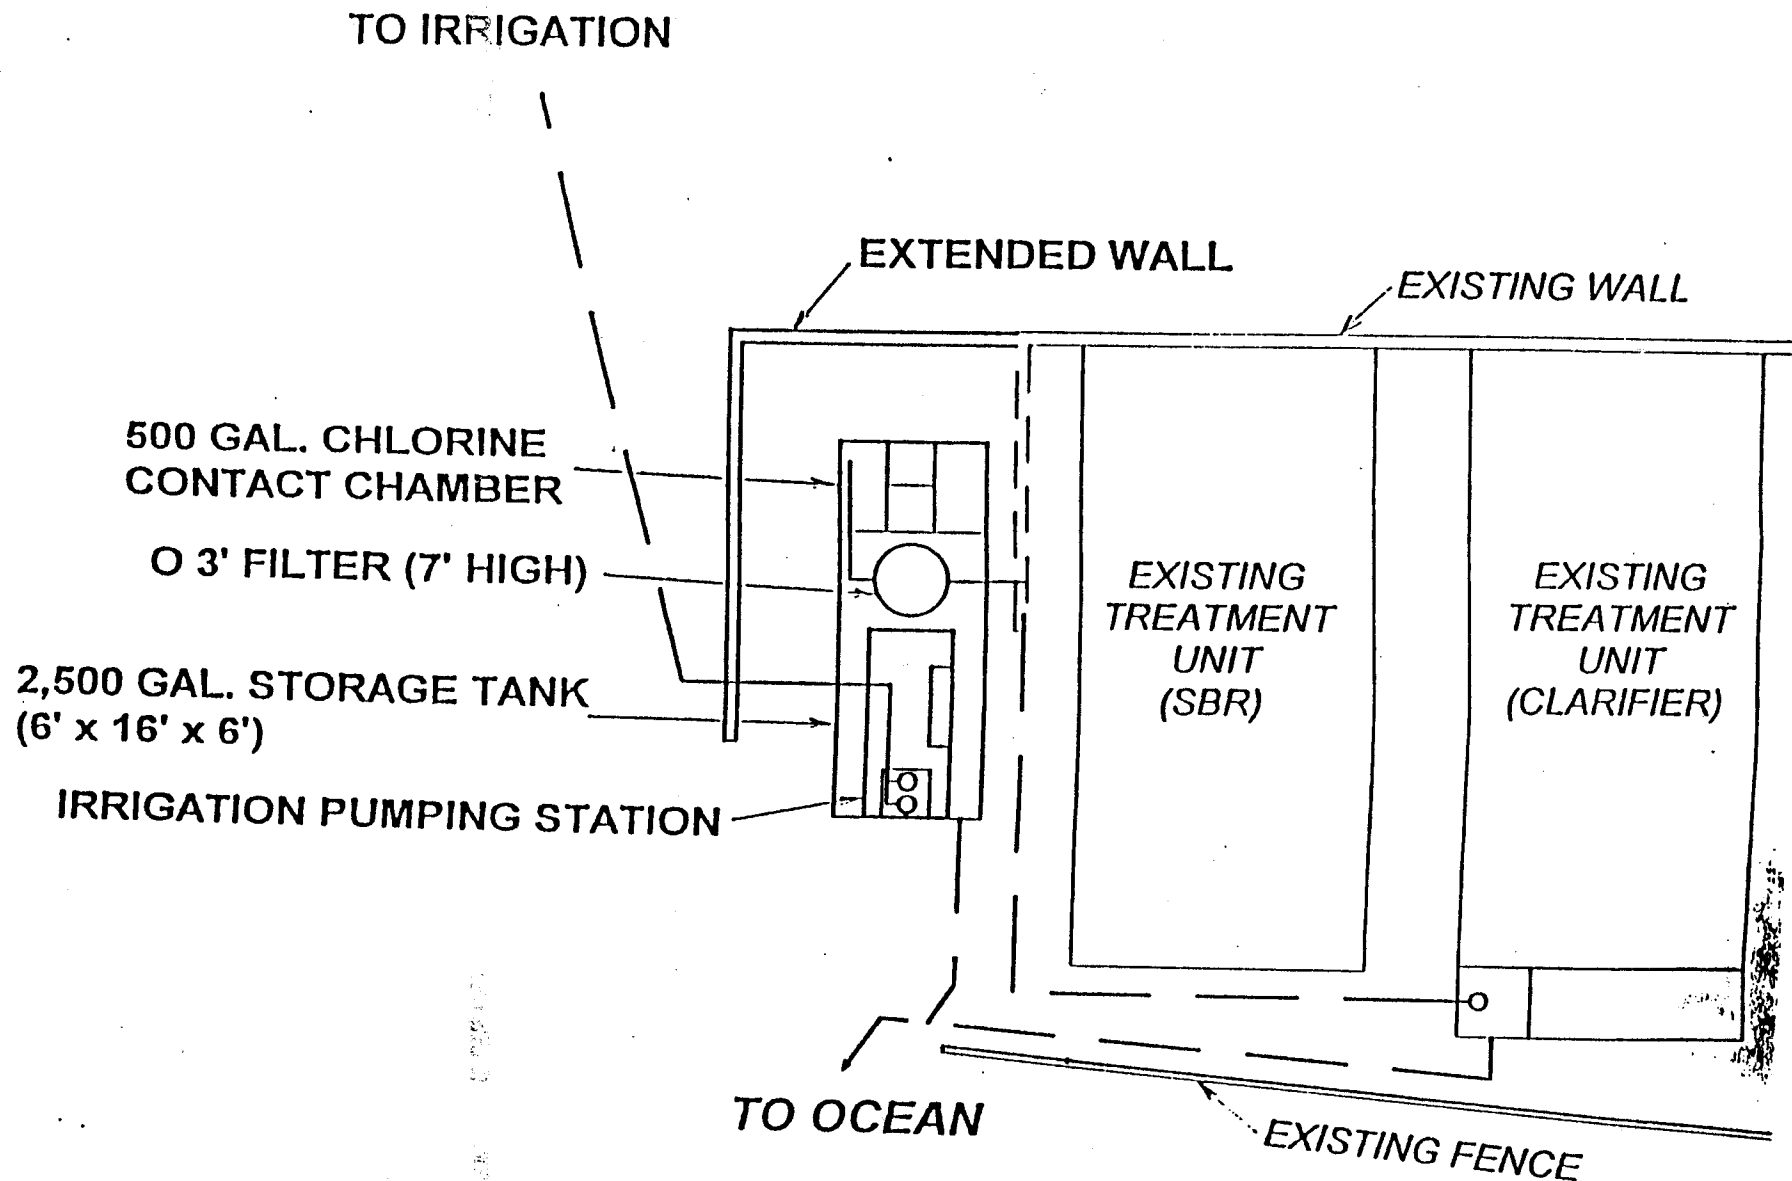 TO IRRIGATION
EXTENDED WALL
EXISTING WALL
500 GAL. CHLORINE
CONTACT CHAMBER
O 3' FILTER (7' HIGH)
2,500 GAL. STORAGE TANK
(6' x 16' x 6')
IRRIGATION PUMPING STATION
EXISTING
TREATMENT
UNIT
(SBR)
EXISTING
TREATMENT
UNIT
(CLARIFIER)
TO OCEAN
EXISTING FENCE